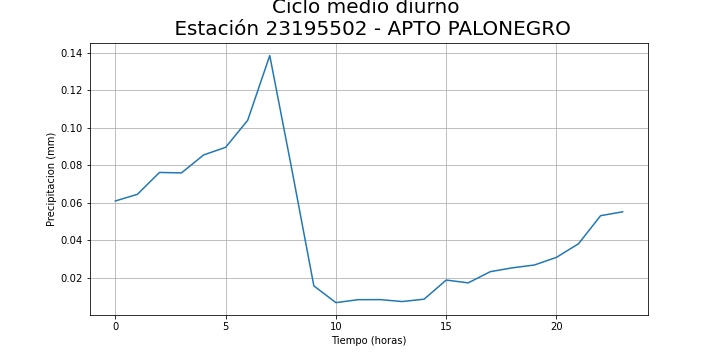 Ciclo medio diurno
Estación 23195502 - APTO PALONEGRO
0.14
0.12
0.10
0.08
0.06
0.04
0.02
Precipitacion (mm)
0 5 10 15 20
Tiempo (horas)